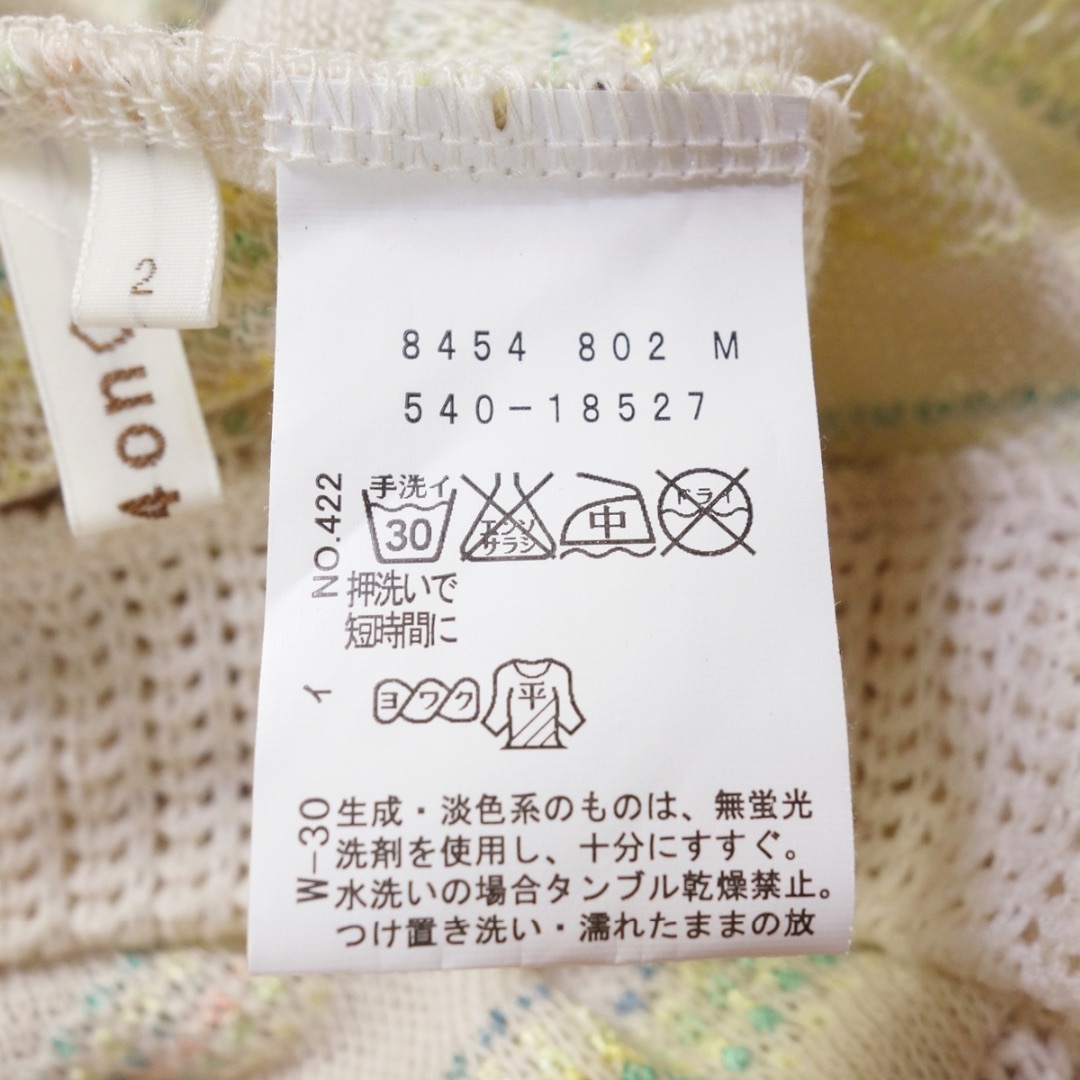 2
8454 802 M
540-18527
NO.422
手洗イ
30
エンソ
サラシ
中
ドライ
押洗いで
短時間に
イ
ヨワク
平
W-30
生成・淡色系のものは、無蛍光
洗剤を使用し、十分にすすぐ。
水洗いの場合タンブル乾燥禁止。
つけ置き洗い・濡れたままの放